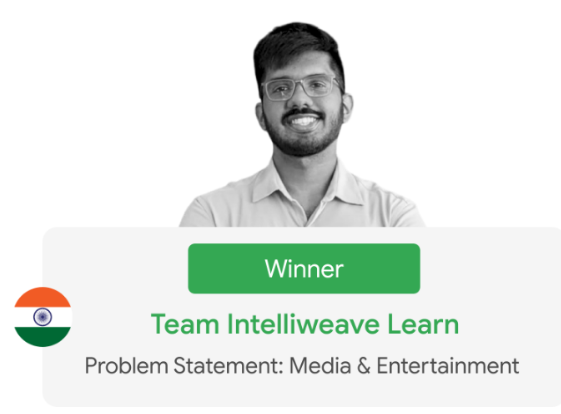 Winner
Team Intelliweave Learn
Problem Statement: Media & Entertainment